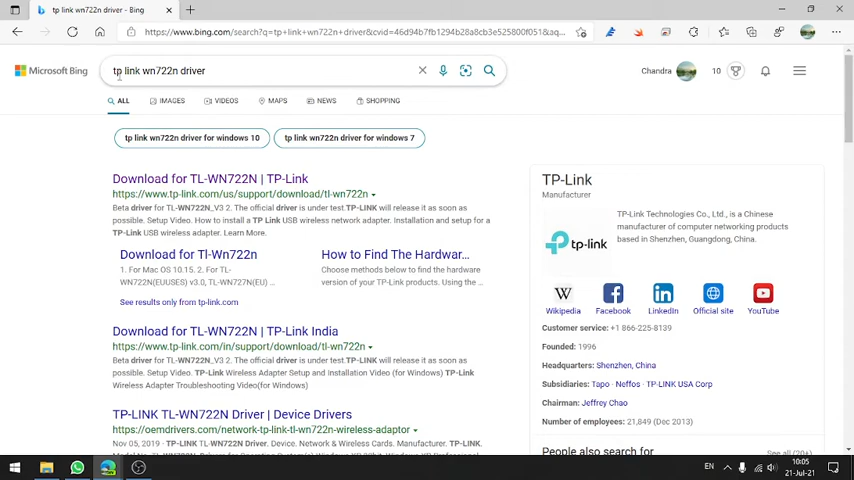 tp link wn722n driver - Bing
https://www.bing.com/search?q=tp+link+wn722n+driver&cvid=46d94b7fb1294b28a8cb3e525800f051&aq...
Microsoft Bing
tp link wn722n driver
Chandra
10
ALL
IMAGES
VIDEOS
MAPS
NEWS
SHOPPING
tp link wn722n driver for windows 10
tp link wn722n driver for windows 7
Download for TL-WN722N | TP-Link
https://www.tp-link.com/us/support/download/tl-wn722n
Beta driver for TL-WN722N_V3 2. The official driver is under test.TP-LINK will release it as soon as
possible. Setup Video. How to install a TP Link USB wireless network adapter. Installation and setup for a
TP-Link USB wireless adapter. Learn More.
Download for Tl-Wn722n
1. For Mac OS 10.15. 2. For TL-
WN722N(EUUSES) v3.0, TL-WN727N(EU) ...
How to Find The Hardwar...
Choose methods below to find the hardware
version of your TP-Link products. Using the ...
See results only from tp-link.com
Download for TL-WN722N | TP-Link India
https://www.tp-link.com/in/support/download/tl-wn722n
Beta driver for TL-WN722N_V3 2. The official driver is under test.TP-LINK will release it as soon as
possible. Setup Video. TP-Link Wireless Adapter Setup and Installation Video (for Windows) TP-Link
Wireless Adapter Troubleshooting Video(for Windows)
TP-LINK TL-WN722N Driver | Device Drivers
https://oemdrivers.com/network-tp-link-tl-wn722n-wireless-adaptor
Nov 05, 2019 · TP-LINK TL-WN722N Driver. Device. Network & Wireless Cards. Manufacturer. TP-LINK.
TP-Link
Manufacturer
tp-link
TP-Link Technologies Co., Ltd., is a Chinese
manufacturer of computer networking products
based in Shenzhen, Guangdong, China.
W
Wikipedia
Facebook
LinkedIn
Official site
YouTube
Customer service: +1 866-225-8139
Founded: 1996
Headquarters: Shenzhen, China
Subsidiaries: Tapo · Neffos · TP-LINK USA Corp
Chairman: Jeffrey Chao
Number of employees: 21,849 (Dec 2013)
People also search for
See all (20+)
EN
10:05
21-Jul-21